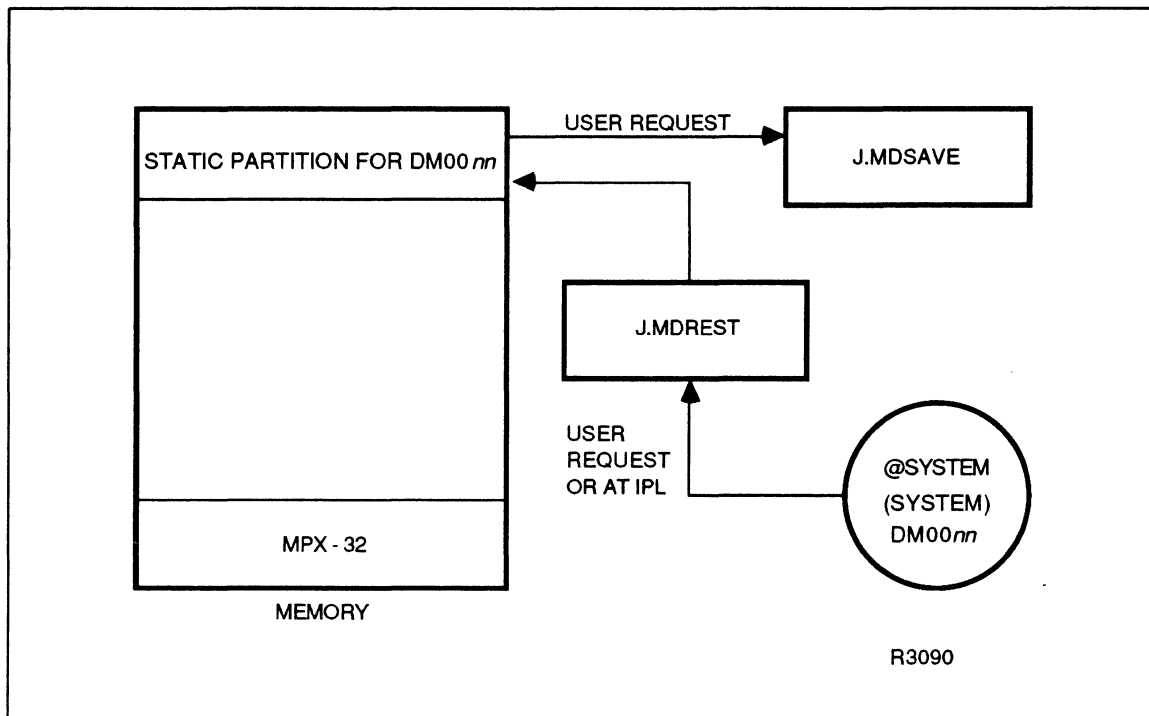 USER REQUEST
STATIC PARTITION FOR DM00nn
J.MDSAVE
J.MDREST
USER
REQUEST
OR AT IPL
@SYSTEM
(SYSTEM)
DM00nn
MPX - 32
MEMORY
R3090